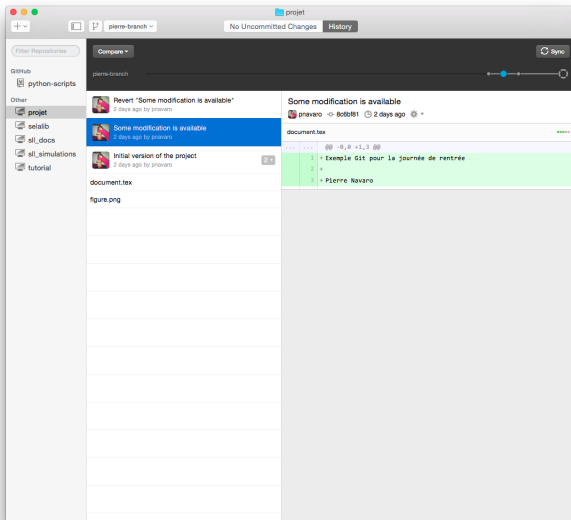 projet
pierre-branch
No Uncommitted Changes
History
Filter Repositories
Compare
Sync
pierre-branch
GitHub
python-scripts
Other
projet
selalib
sll_docs
sll_simulations
tutorial
Revert "Some modification is available"
2 days ago by pnavaro
Some modification is available
2 days ago by pnavaro
Initial version of the project
2 days ago by pnavaro
2
document.tex
figure.png
Some modification is available
pnavaro 8c6bf81 2 days ago
document.tex
... ... @@ -0,0 +1,3 @@
1 + Exemple Git pour la journée de rentrée
2 +
3 + Pierre Navaro